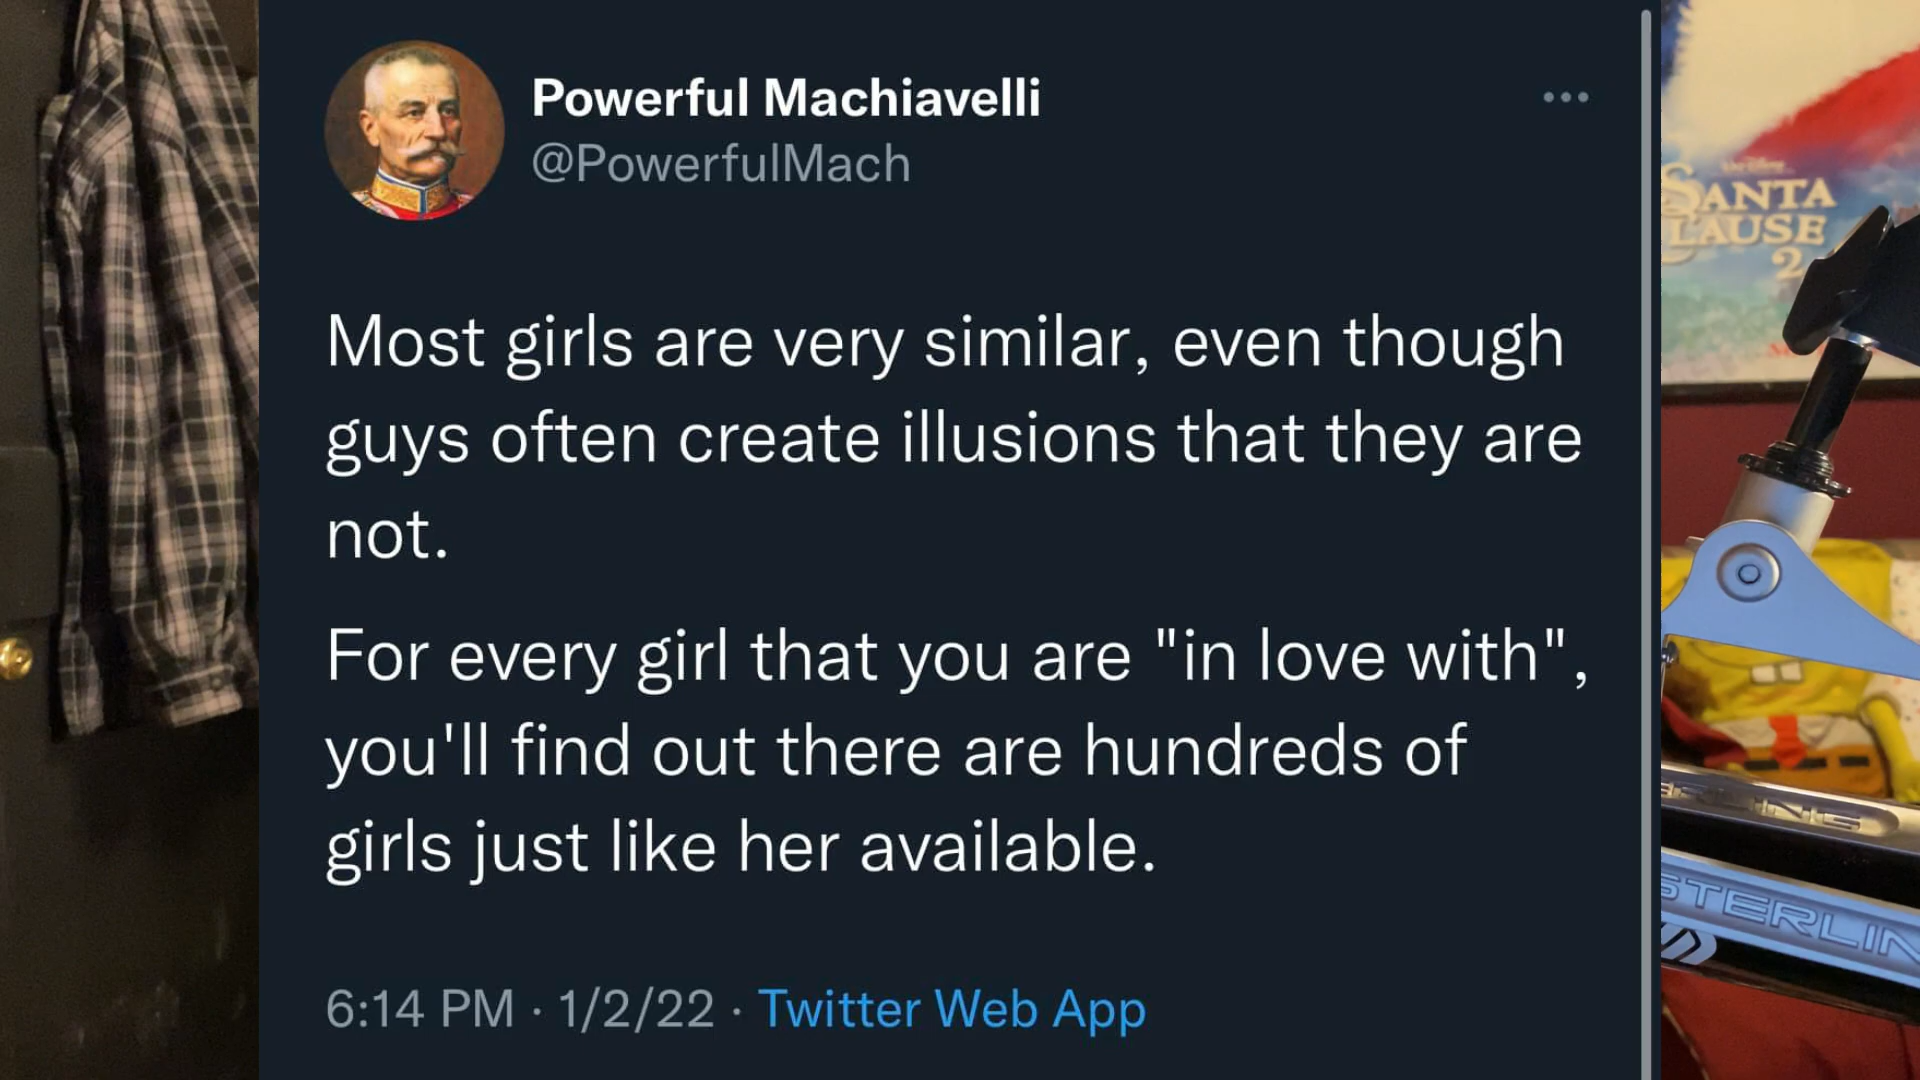 Powerful Machiavelli
@PowerfulMach
Most girls are very similar, even though
guys often create illusions that they are
not.
For every girl that you are "in love with",
you'll find out there are hundreds of
girls just like her available.
6:14 PM · 1/2/22 · Twitter Web App
SANTA
LAUSE
2
STERLIN